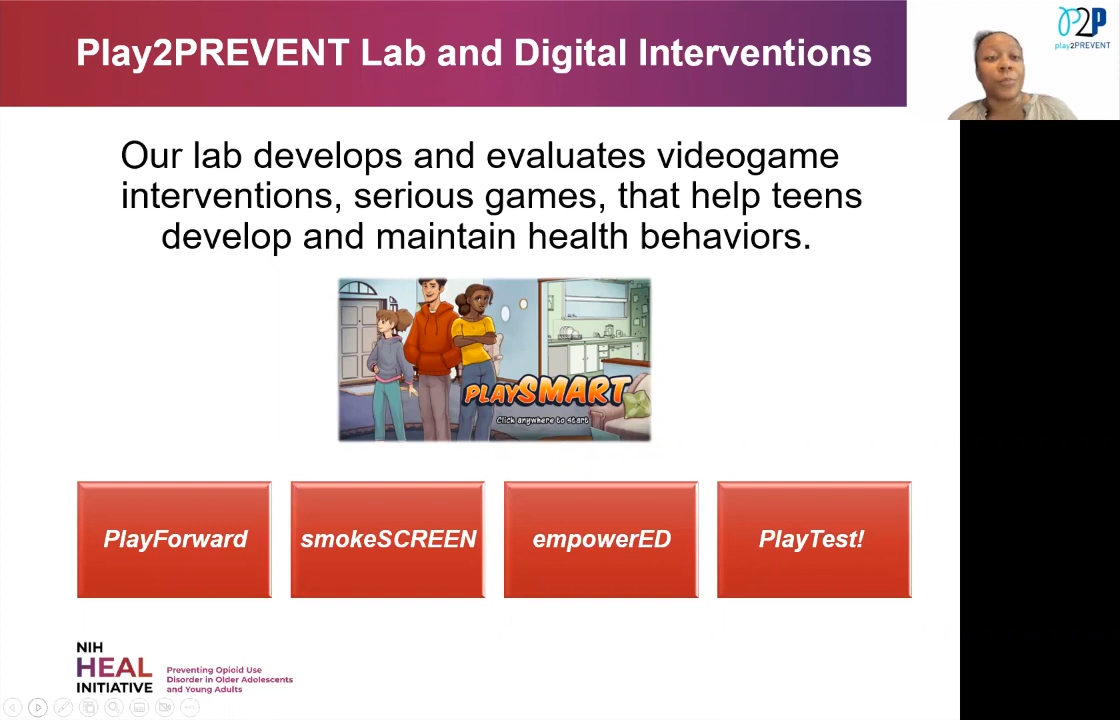 Play2PREVENT Lab and Digital Interventions
P2P
play2PREVENT
Our lab develops and evaluates videogame
interventions, serious games, that help teens
develop and maintain health behaviors.
PLAYSMART
Click anywhere to start
PlayForward
smokeSCREEN
empowerED
PlayTest!
NIH
HEAL
INITIATIVE
Preventing Opioid Use
Disorder in Older Adolescents
and Young Adults